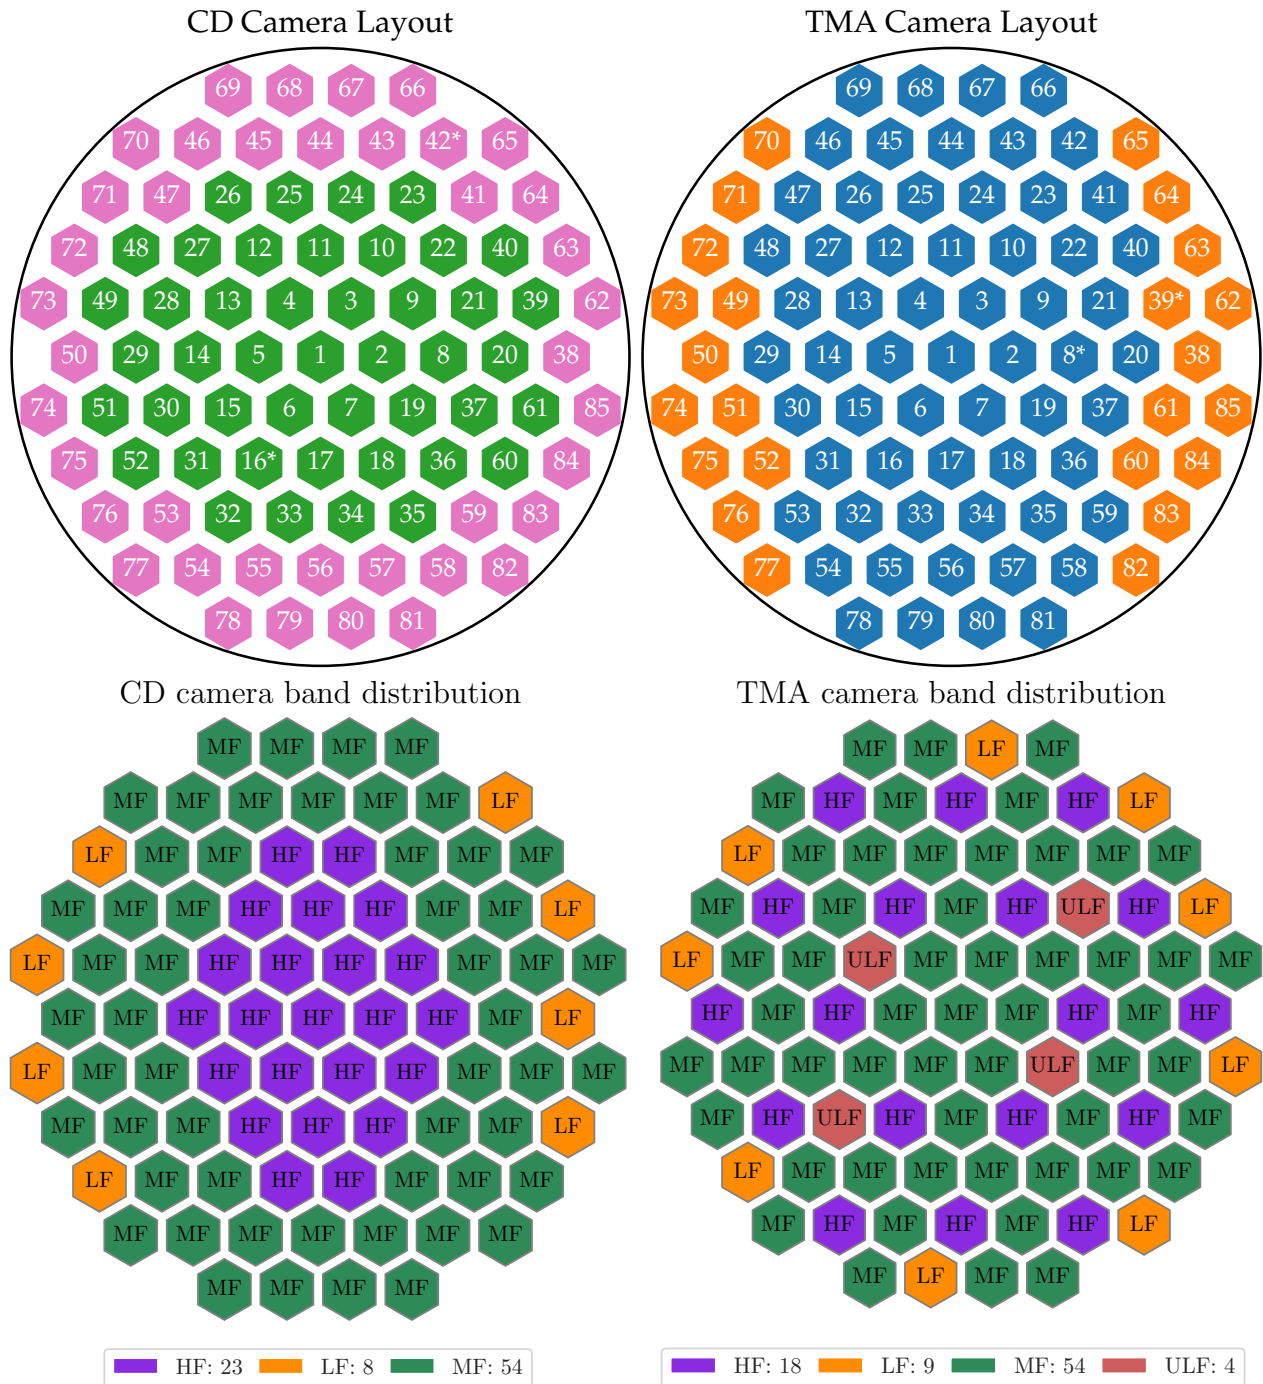 CD Camera Layout
69 68 67 66
70 46 45 44 43 42* 65
71 47 26 25 24 23 41 64
72 48 27 12 11 10 22 40 63
73 49 28 13 4 3 9 21 39 62
50 29 14 5 1 2 8 20 38
74 51 30 15 6 7 19 37 61 85
75 52 31 16* 17 18 36 60 84
76 53 32 33 34 35 59 83
77 54 55 56 57 58 82
78 79 80 81
TMA Camera Layout
69 68 67 66
70 46 45 44 43 42 65
71 47 26 25 24 23 41 64
72 48 27 12 11 10 22 40 63
73 49 28 13 4 3 9 21 39* 62
50 29 14 5 1 2 8* 20 38
74 51 30 15 6 7 19 37 61 85
75 52 31 16 17 18 36 60 84
76 53 32 33 34 35 59 83
77 54 55 56 57 58 82
78 79 80 81
CD camera band distribution
MF MF MF MF
MF MF MF MF MF MF LF
LF MF MF HF HF MF MF MF
MF MF MF HF HF HF MF MF LF
LF MF MF HF HF HF HF MF MF MF
MF MF HF HF HF HF HF MF LF
LF MF MF HF HF HF HF MF MF MF
MF MF MF HF HF HF MF MF LF
LF MF MF HF HF MF MF MF
MF MF MF MF MF MF MF
MF MF MF MF
HF: 23 LF: 8 MF: 54
TMA camera band distribution
MF MF LF MF
MF HF MF HF MF HF LF
LF MF MF MF MF MF MF MF
MF HF MF HF MF HF ULF HF LF
LF MF MF ULF MF MF MF MF MF MF
HF MF HF MF MF MF HF MF HF
MF MF MF MF MF MF ULF MF MF LF
MF HF ULF HF MF HF MF HF MF
LF MF MF MF MF MF MF MF
MF HF MF HF MF HF LF
MF LF MF MF
HF: 18 LF: 9 MF: 54 ULF: 4